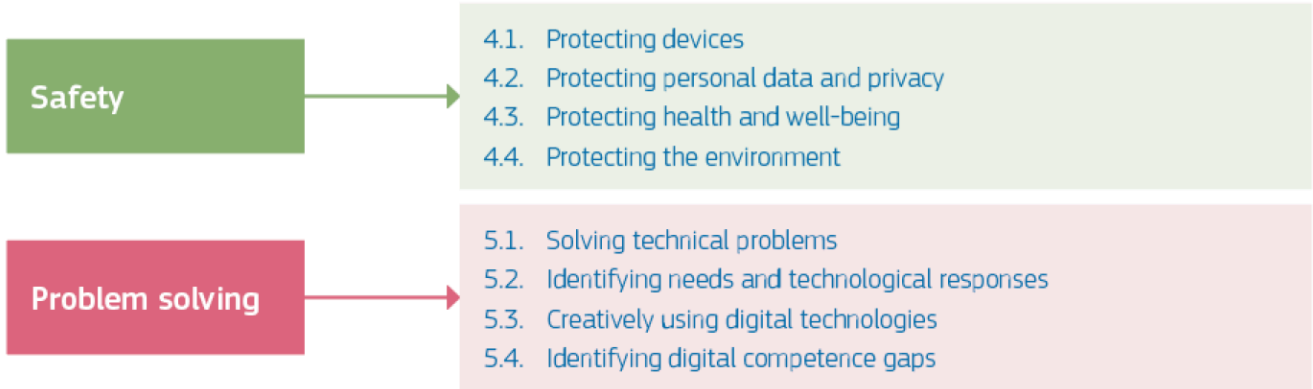 Safety
4.1. Protecting devices
4.2. Protecting personal data and privacy
4.3. Protecting health and well-being
4.4. Protecting the environment
Problem solving
5.1. Solving technical problems
5.2. Identifying needs and technological responses
5.3. Creatively using digital technologies
5.4. Identifying digital competence gaps